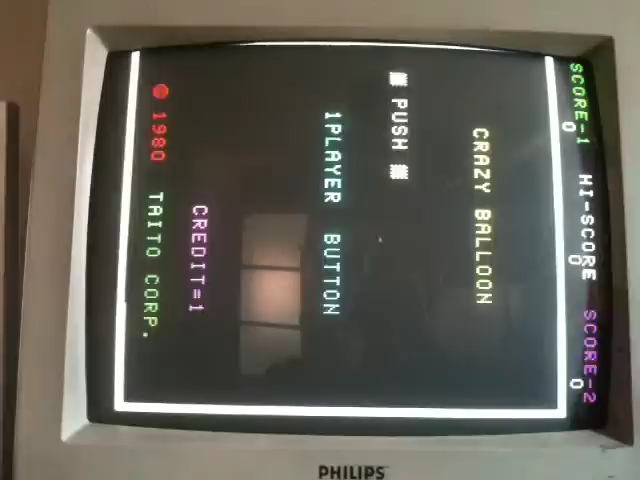 SCORE-1 HI-SCORE SCORE-2
0 0 0
CRAZY BALLOON
PUSH
1PLAYER BUTTON
CREDIT=1
© 1980 TAITO CORP.
PHILIPS